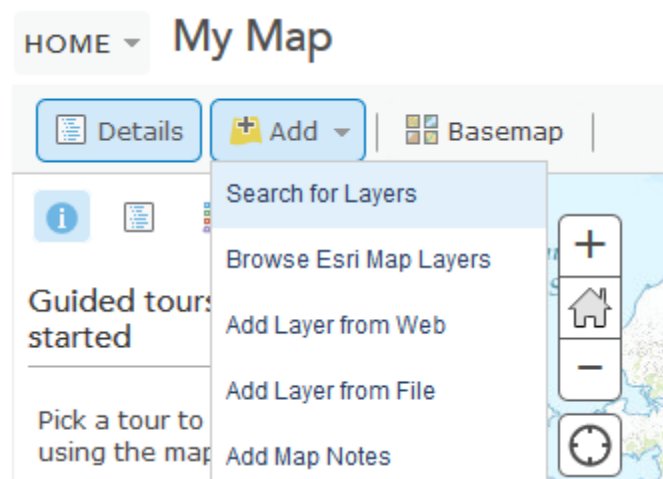 HOME My Map
Details Add Basemap
Search for Layers
Browse Esri Map Layers
Add Layer from Web
Add Layer from File
Add Map Notes
Guided tours
started
Pick a tour to
using the map